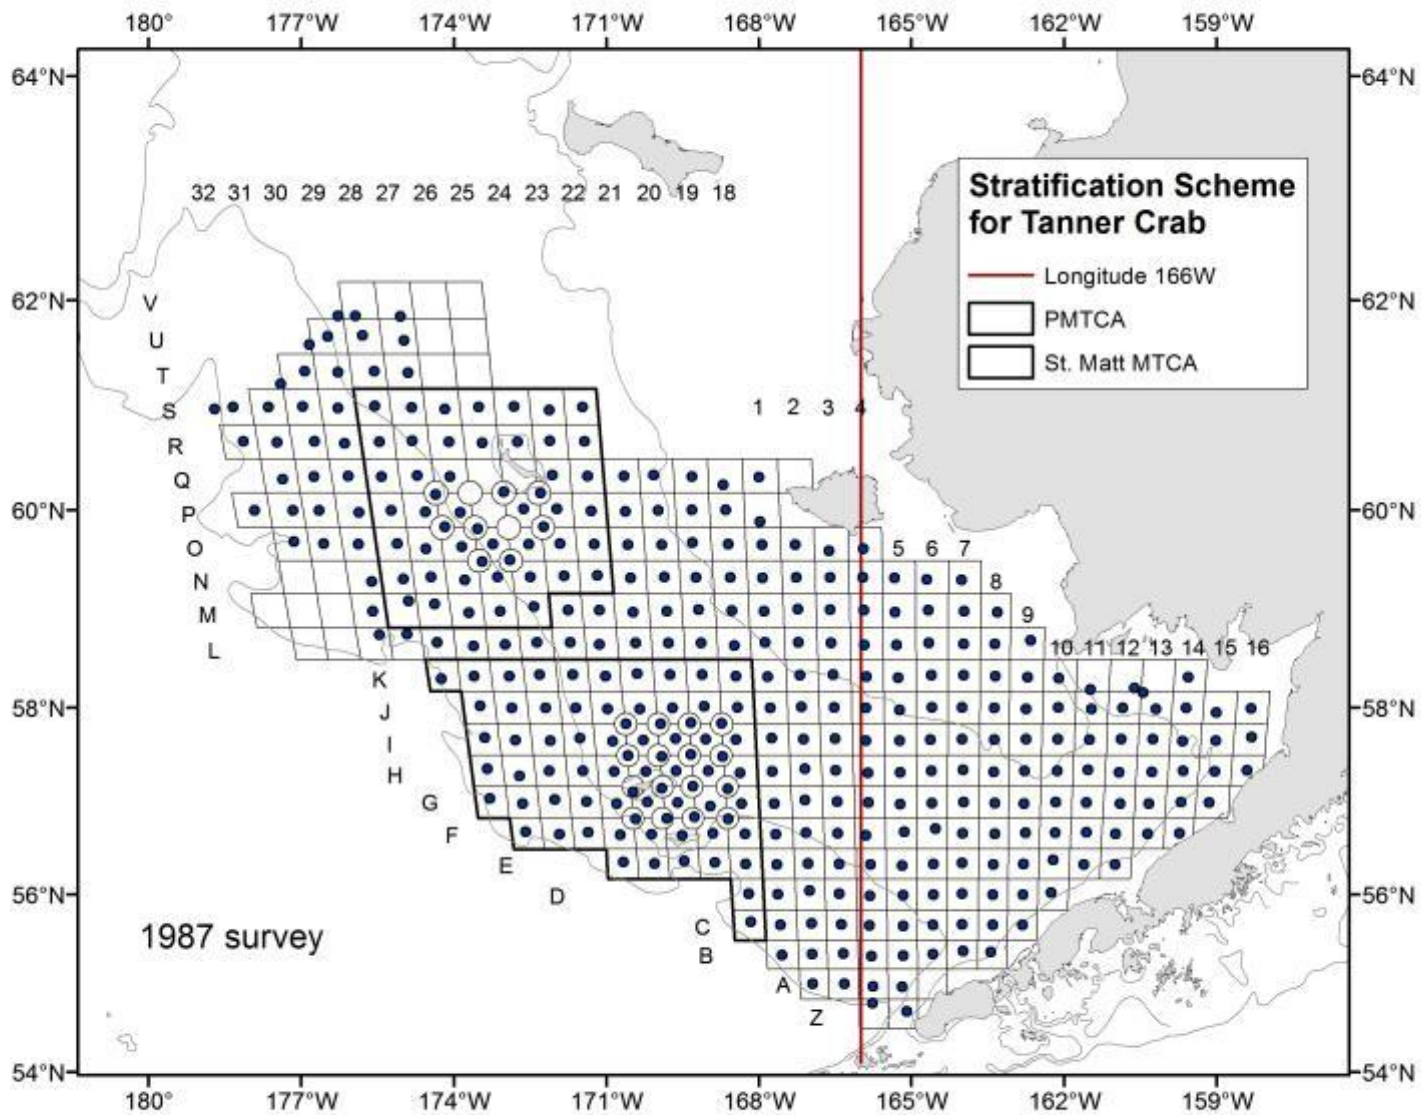 180° 177°W 174°W 171°W 168°W 165°W 162°W 159°W
64°N 64°N
Stratification Scheme
for Tanner Crab
32 31 30 29 28 27 26 25 24 23 22 21 20 19 18
Longitude 166W
62°N V 62°N
PMTCA
U
St. Matt MTCA
T
S 1 2 3 4
R
Q
60°N P 60°N
O 5 6 7
N 8
M 9
L 10 11 12 13 14 15 16
K
58°N J 58°N
I
H
G
F
E
56°N D 56°N
C
1987 survey
B
A
Z
54°N 54°N
180° 177°W 174°W 171°W 168°W 165°W 162°W 159°W